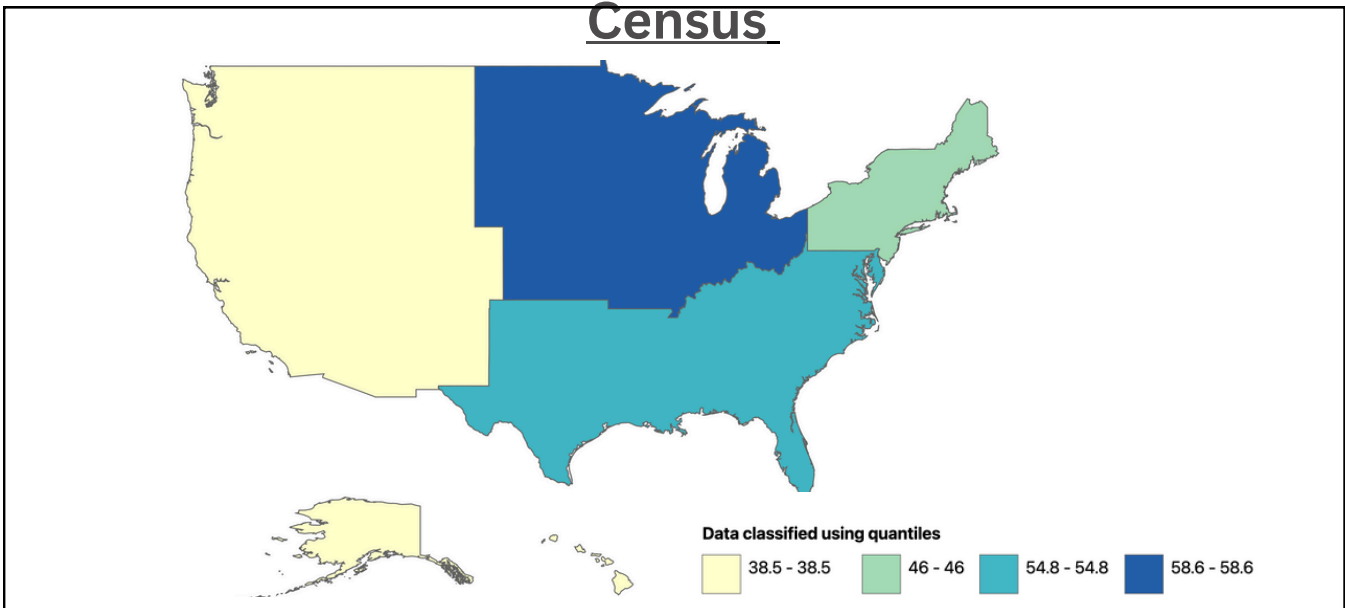 Census
Data classified using quantiles
38.5 - 38.5 46 - 46 54.8 - 54.8 58.6 - 58.6